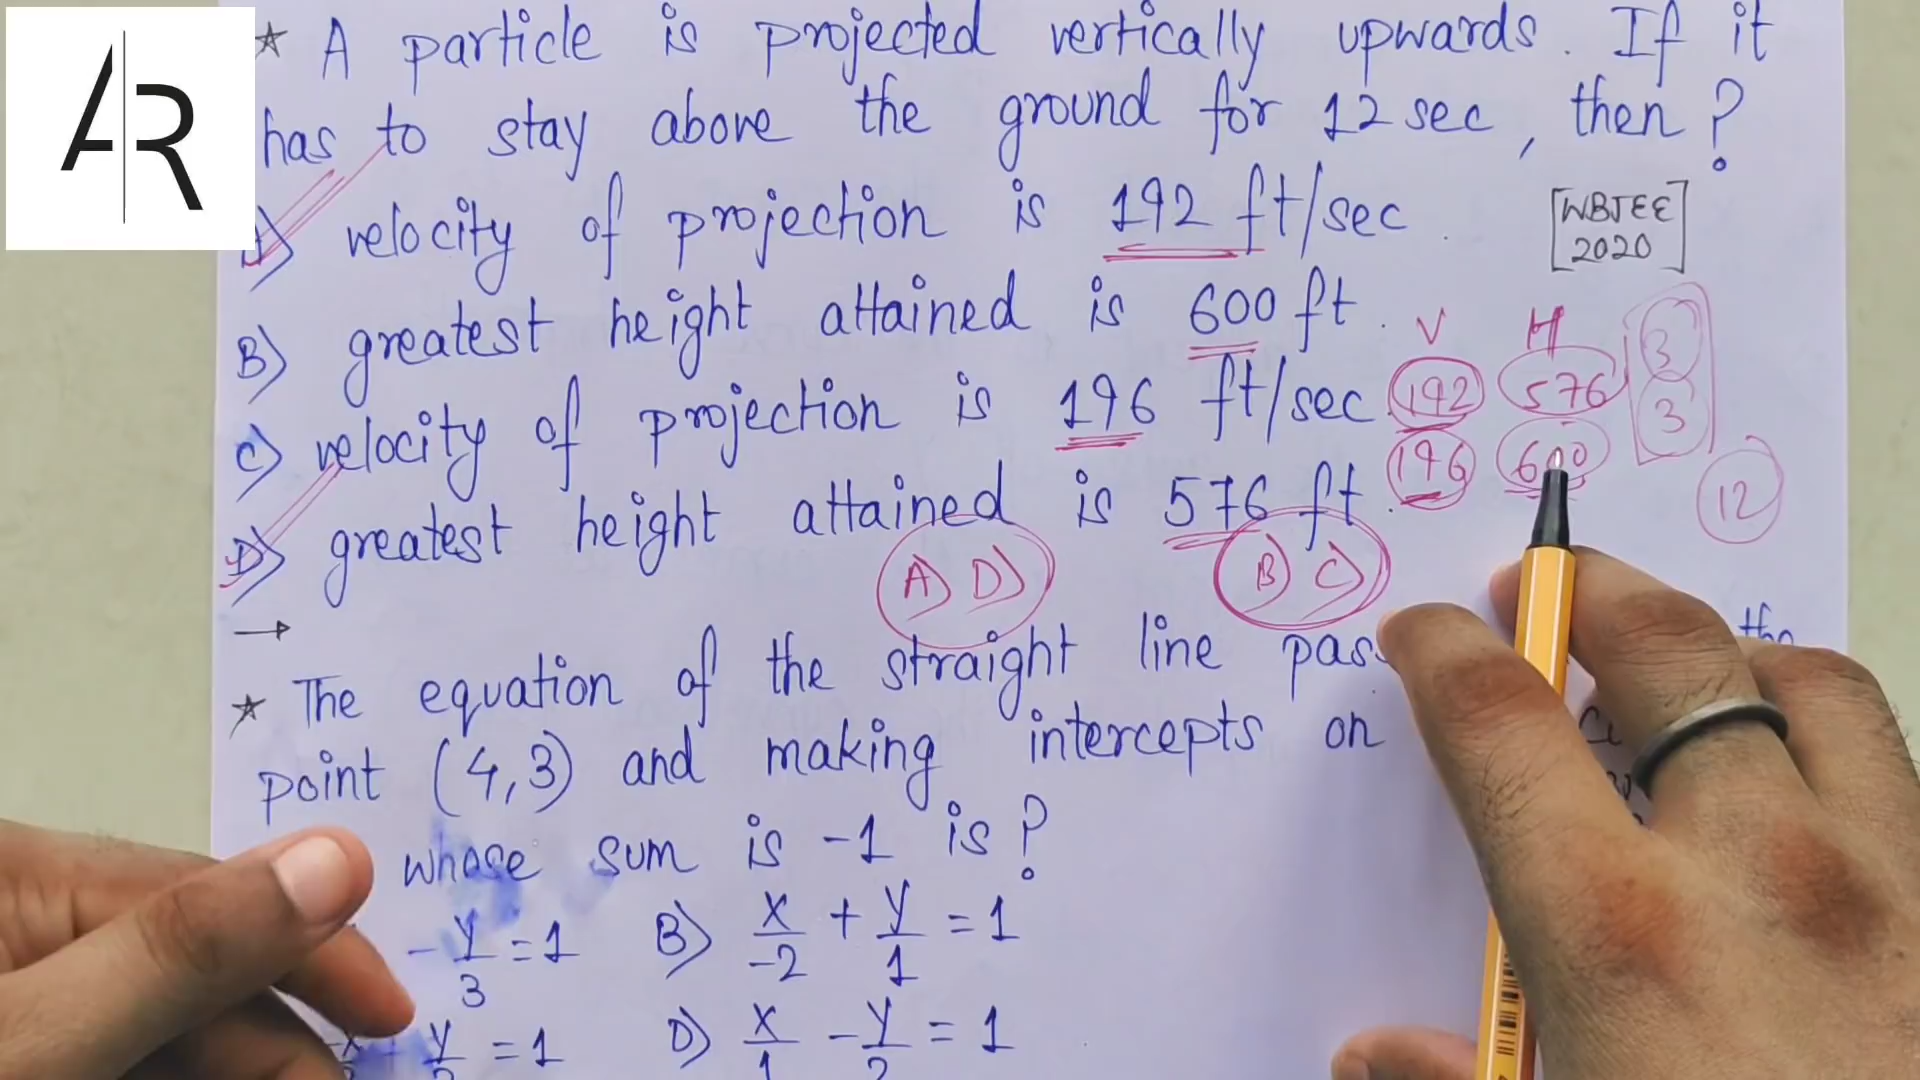 AR
★ A particle is projected vertically upwards. If it
has to stay above the ground for 12 sec, then?
A) velocity of projection is 192 ft/sec.
[WBJEE
2020]
B) greatest height attained is 600 ft.
V H
C) velocity of projection is 196 ft/sec
192 576 3
3
196
12
D) greatest height attained is 576 ft.
A) D) B) C)
→
★ The equation of the straight line the
point (4,3) and making intercepts on
whose sum is -1 is?
- y/3 = 1 B) x/-2 + y/1 = 1
= 1 D) x/1 - y/2 = 1